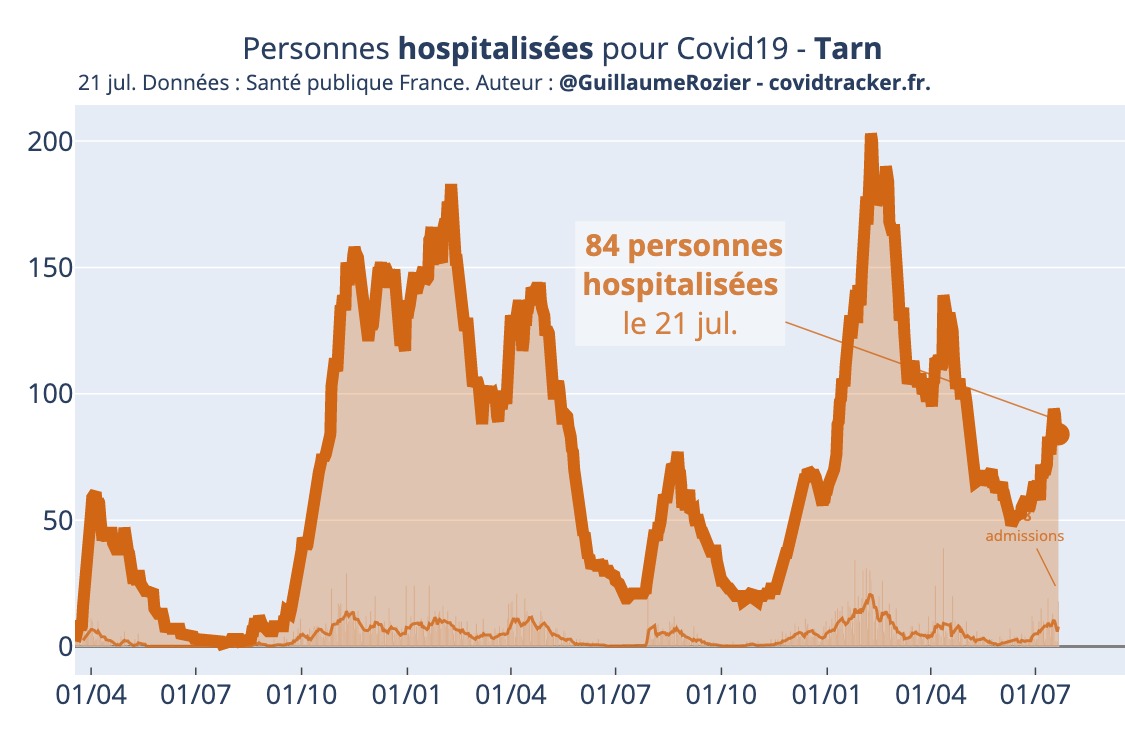 Personnes hospitalisées pour Covid19 - Tarn
21 jul. Données : Santé publique France. Auteur : @GuillaumeRozier - covidtracker.fr.
200
150
100
50
0
84 personnes
hospitalisées
le 21 jul.
admissions
01/04 01/07 01/10 01/01 01/04 01/07 01/10 01/01 01/04 01/07